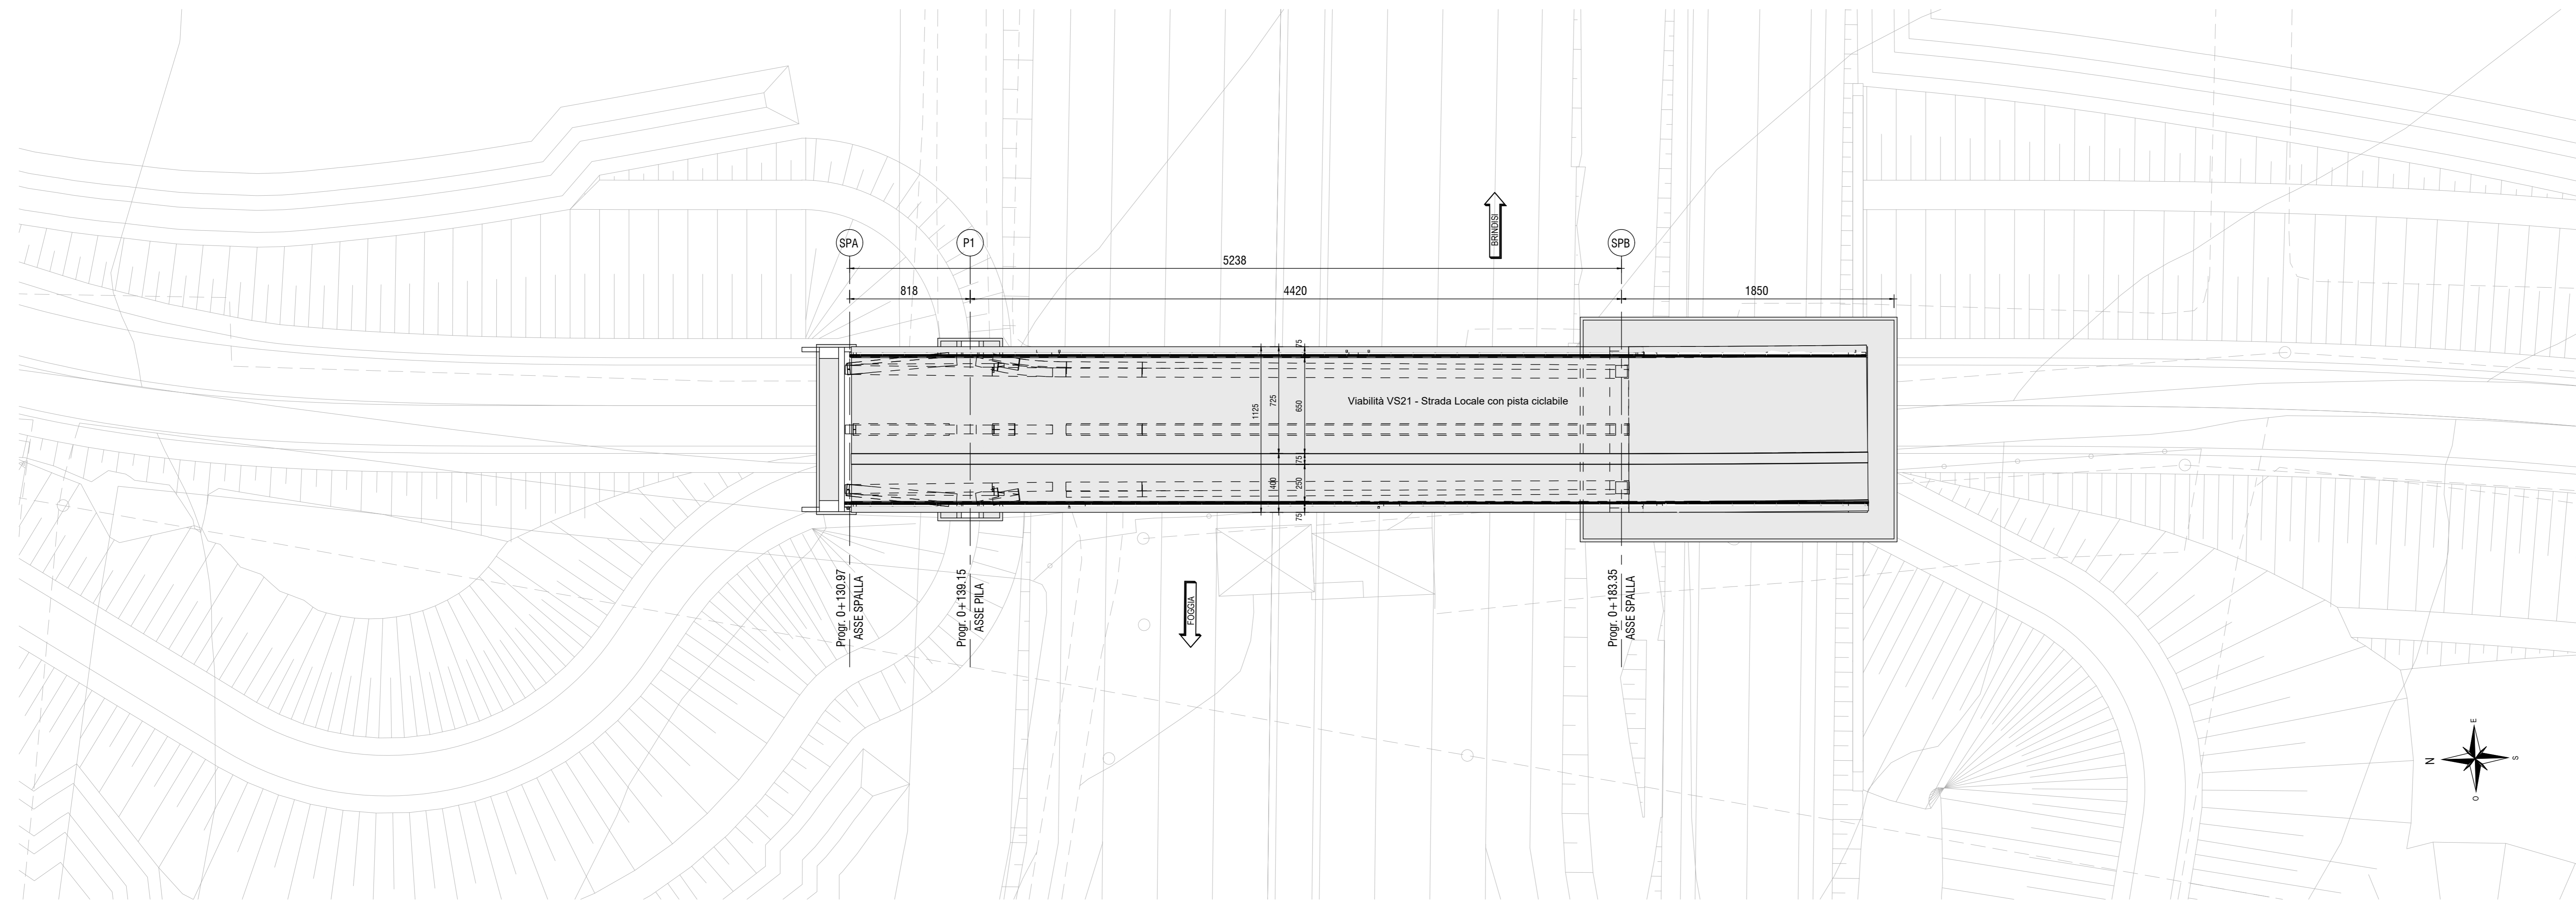 BRINDISI
SPA
P1
SPB
5238
818
4420
1850
75
1125
725
650
Viabilità VS21 - Strada Locale con pista ciclabile
75
400
250
75
Progr. 0+130.97
ASSE SPALLA
Progr. 0+139.15
ASSE PILA
Progr. 0+183.35
ASSE SPALLA
FOGGIA
E
N
S
O